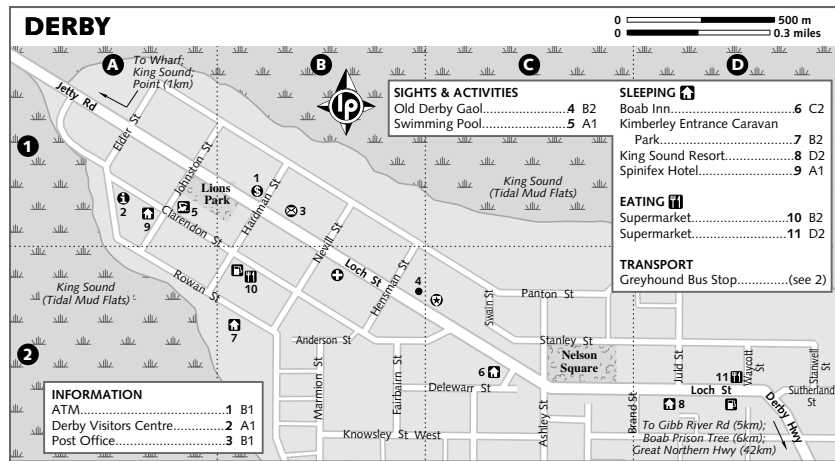 DERBY
0 500 m
0 0.3 miles
A
B
C
D
1
2
To Wharf;
King Sound;
Point (1km)
lp
Jetty Rd
Elder St
Johnston St
Lions
Park
Hardman St
Clarendon St
Nevill St
Loch St
Hensman St
Rowan St
1
$
3
i
2
9
5
10
7
4
King Sound
(Tidal Mud Flats)
King Sound
(Tidal Mud Flats)
SIGHTS & ACTIVITIES
Old Derby Gaol.................4 B2
Swimming Pool................5 A1
SLEEPING
Boab Inn.............................6 C2
Kimberley Entrance Caravan
Park................................7 B2
King Sound Resort............8 D2
Spinifex Hotel...................9 A1
EATING
Supermarket....................10 B2
Supermarket....................11 D2
TRANSPORT
Greyhound Bus Stop............(see 2)
Swan St
Panton St
Stanley St
Nelson
Square
Anderson St
Marmion St
Fairbairn St
Delewarr St
6
Knowsley St West
Ashley St
Brand St
Juld St
11
Waycott
St
Stanwell
St
Loch St
Sutherland
St
8
Derby Hwy
To Gibb River Rd (5km);
Boab Prison Tree (6km);
Great Northern Hwy (42km)
INFORMATION
ATM....................................1 B1
Derby Visitors Centre.......2 A1
Post Office.........................3 B1